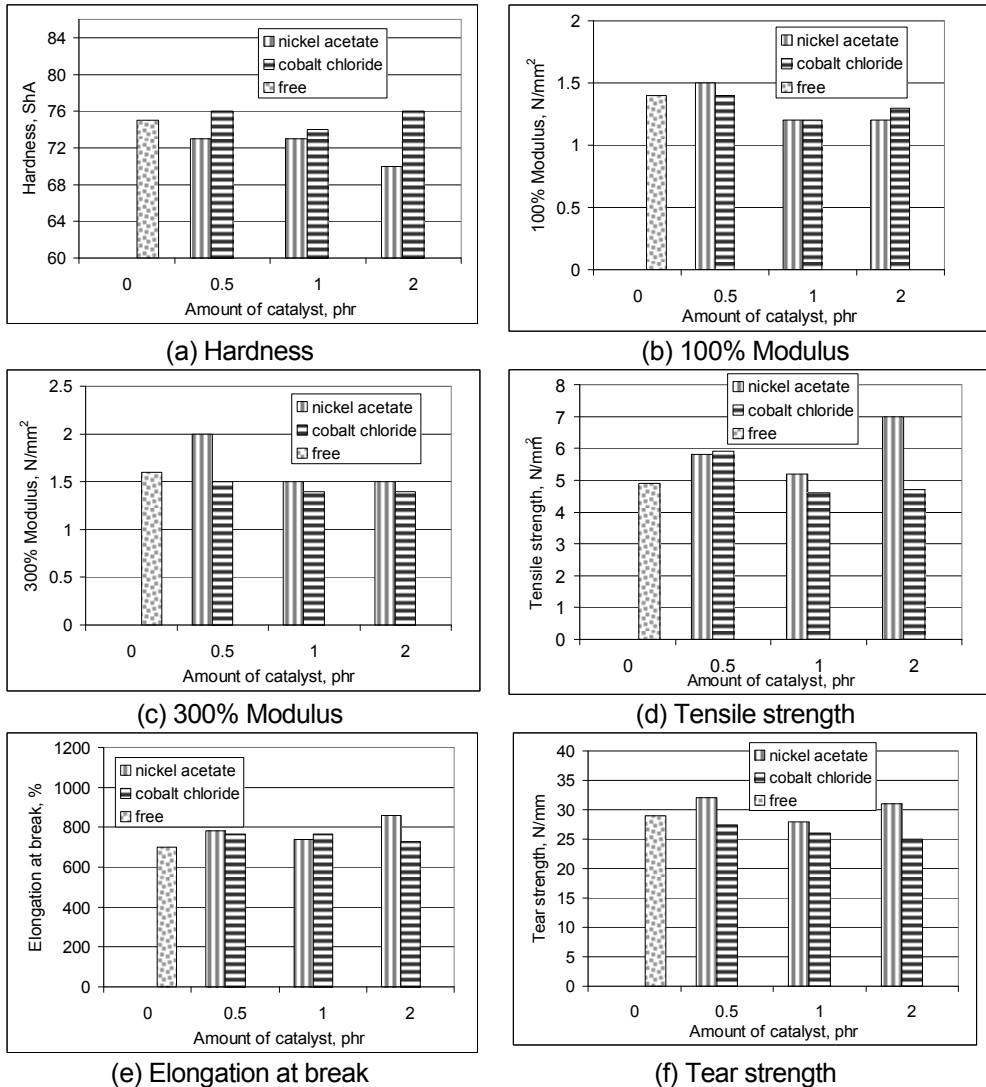 84
80
76
72
68
64
60
Hardness, ShA
nickel acetate
cobalt chloride
free
0 0.5 1 2
Amount of catalyst, phr
(a) Hardness
2
1.5
1
0.5
0
100% Modulus, N/mm²
nickel acetate
cobalt chloride
free
0 0.5 1 2
Amount of catalyst, phr
(b) 100% Modulus
2.5
2
1.5
1
0.5
0
300% Modulus, N/mm²
nickel acetate
cobalt chloride
free
0 0.5 1 2
Amount of catalyst, phr
(c) 300% Modulus
8
7
6
5
4
3
2
1
0
Tensile strength, N/mm²
nickel acetate
cobalt chloride
free
0 0.5 1 2
Amount of catalyst, phr
(d) Tensile strength
1200
1000
800
600
400
200
0
Elongation at break, %
nickel acetate
cobalt chloride
free
0 0.5 1 2
Amount of catalyst, phr
(e) Elongation at break
40
35
30
25
20
15
10
5
0
Tear strength, N/mm
nickel acetate
cobalt chloride
free
0 0.5 1 2
Amount of catalyst, phr
(f) Tear strength